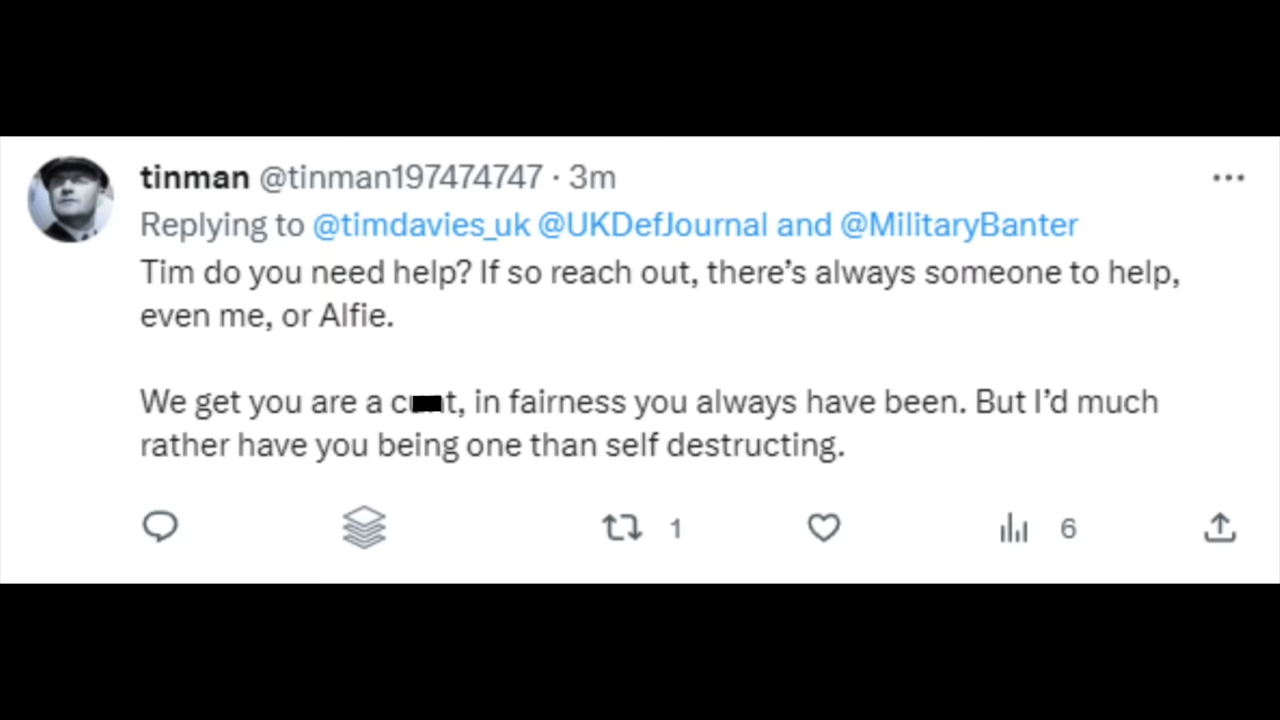 tinman @tinman197474747 · 3m
Replying to @timdavies_uk @UKDefJournal and @MilitaryBanter
Tim do you need help? If so reach out, there's always someone to help,
even me, or Alfie.
We get you are a c t, in fairness you always have been. But I'd much
rather have you being one than self destructing.
1 6